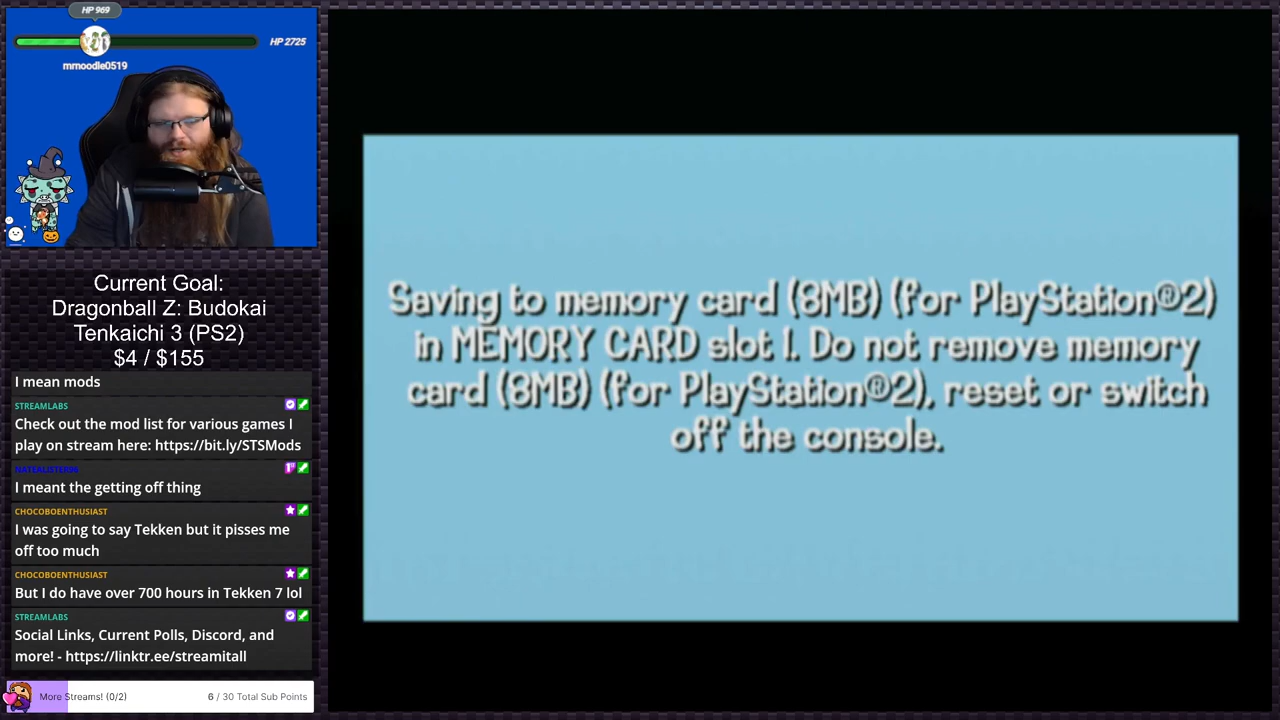 HP 969
HP 2725
mmoodle0519
Current Goal:
Dragonball Z: Budokai
Tenkaichi 3 (PS2)
$4 / $155
I mean mods
STREAMLABS
Check out the mod list for various games I
play on stream here: https://bit.ly/STSMods
I meant the getting off thing
CHOCOBOENTHUSIAST
I was going to say Tekken but it pisses me
off too much
CHOCOBOENTHUSIAST
But I do have over 700 hours in Tekken 7 lol
STREAMLABS
Social Links, Current Polls, Discord, and
more! - https://linktr.ee/streamitall
More Streams! (0/2)
6 / 30 Total Sub Points
Saving to memory card (8MB) (for PlayStation®2)
in MEMORY CARD slot 1. Do not remove memory
card (8MB) (for PlayStation®2), reset or switch
off the console.